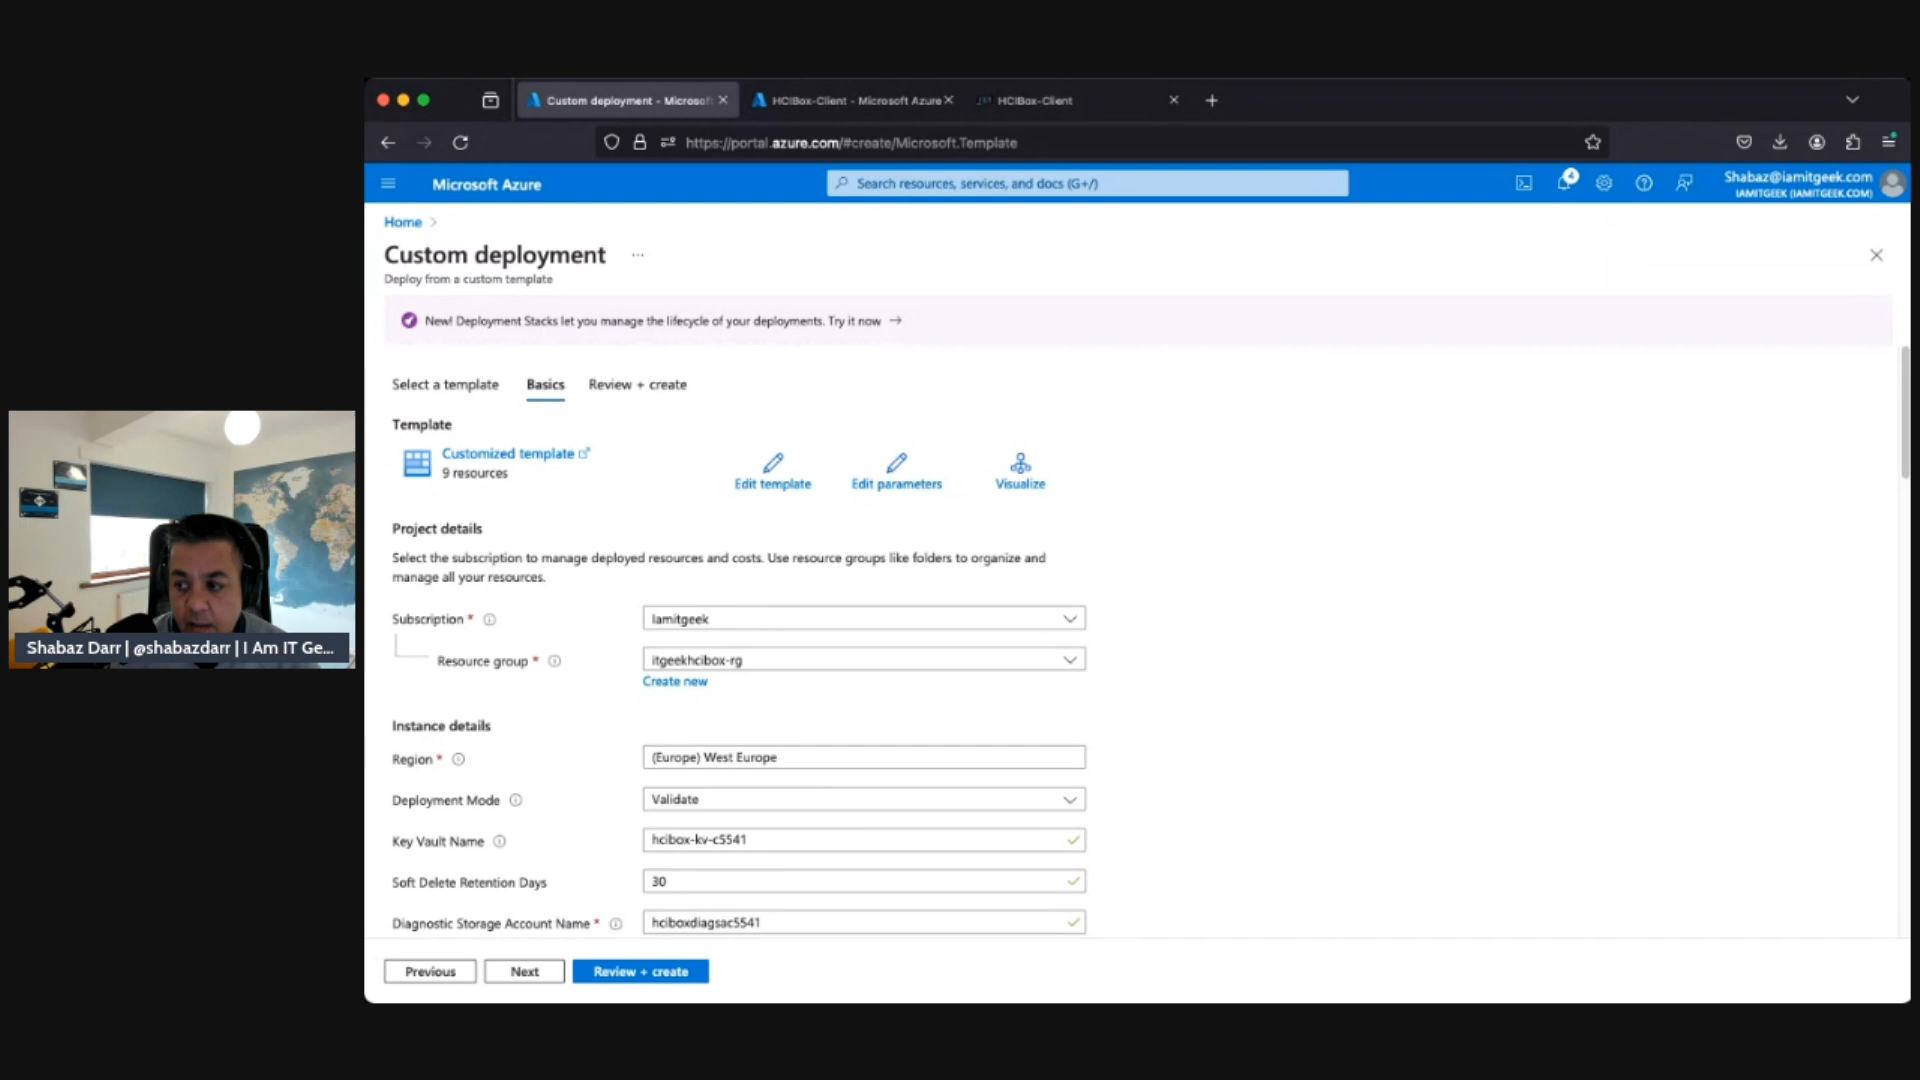 Custom deployment - Microsof
HCIBox-Client - Microsoft Azure
HCIBox-Client
https://portal.azure.com/#create/Microsoft.Template
Microsoft Azure
Search resources, services, and docs (G+/)
4
Shabaz@iamitgeek.com
IAMITGEEK (IAMITGEEK.COM)
Home
Custom deployment ...
Deploy from a custom template
New! Deployment Stacks let you manage the lifecycle of your deployments. Try it now →
Select a template Basics Review + create
Template
Customized template
9 resources
Edit template
Edit parameters
Visualize
Project details
Select the subscription to manage deployed resources and costs. Use resource groups like folders to organize and
manage all your resources.
Subscription * Iamitgeek
Resource group * itgeekhcibox-rg
Create new
Instance details
Region * (Europe) West Europe
Deployment Mode Validate
Key Vault Name hcibox-kv-c5541
Soft Delete Retention Days 30
Diagnostic Storage Account Name * hciboxdiagsac5541
Previous Next Review + create
Shabaz Darr | @shabazdarr | I Am IT Ge...